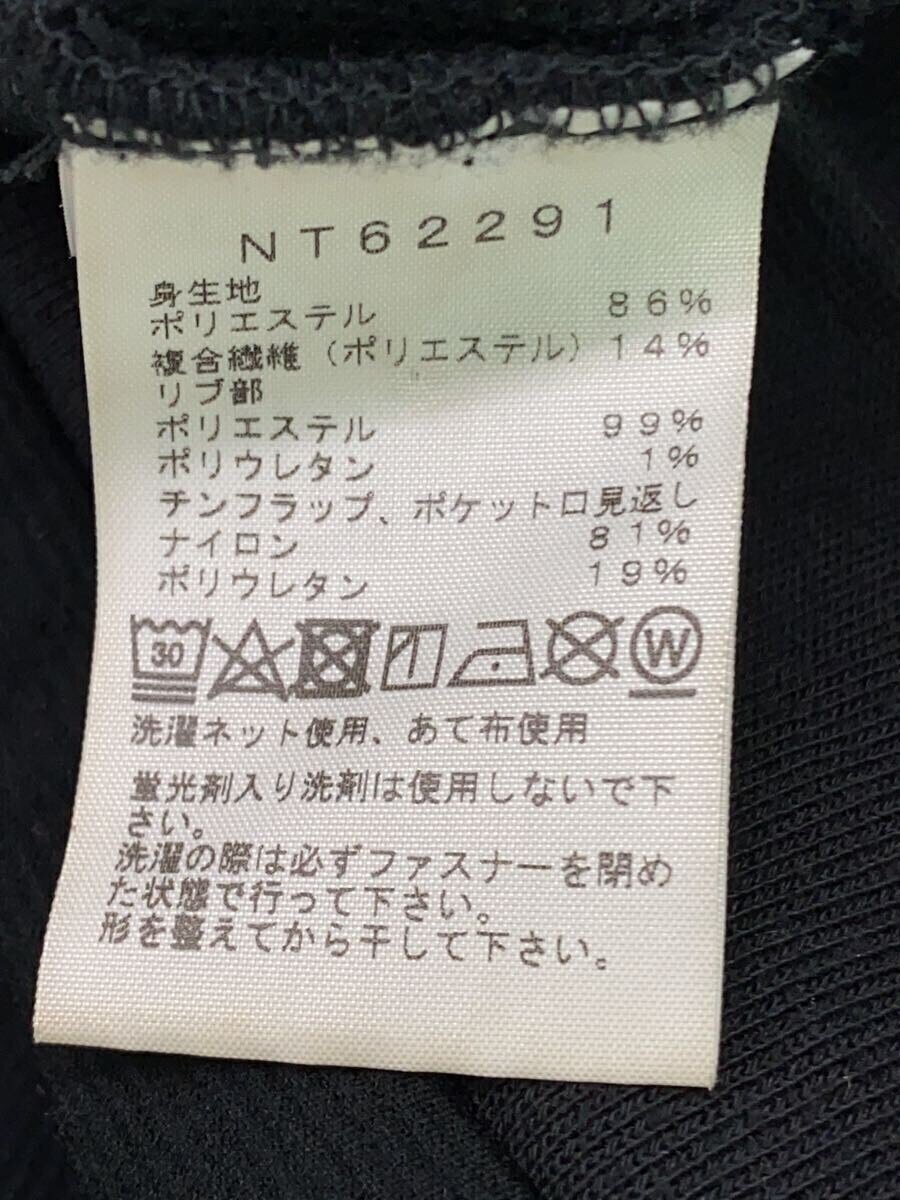 NT62291
身生地
ポリエステル 86%
複合繊維(ポリエステル) 14%
リブ部
ポリエステル 99%
ポリウレタン 1%
チンフラップ、ポケット口見返し
ナイロン 81%
ポリウレタン 19%
30 W
洗濯ネット使用、あて布使用
蛍光剤入り洗剤は使用しないで下
さい。
洗濯の際は必ずファスナーを閉め
た状態で行って下さい。
形を整えてから干して下さい。